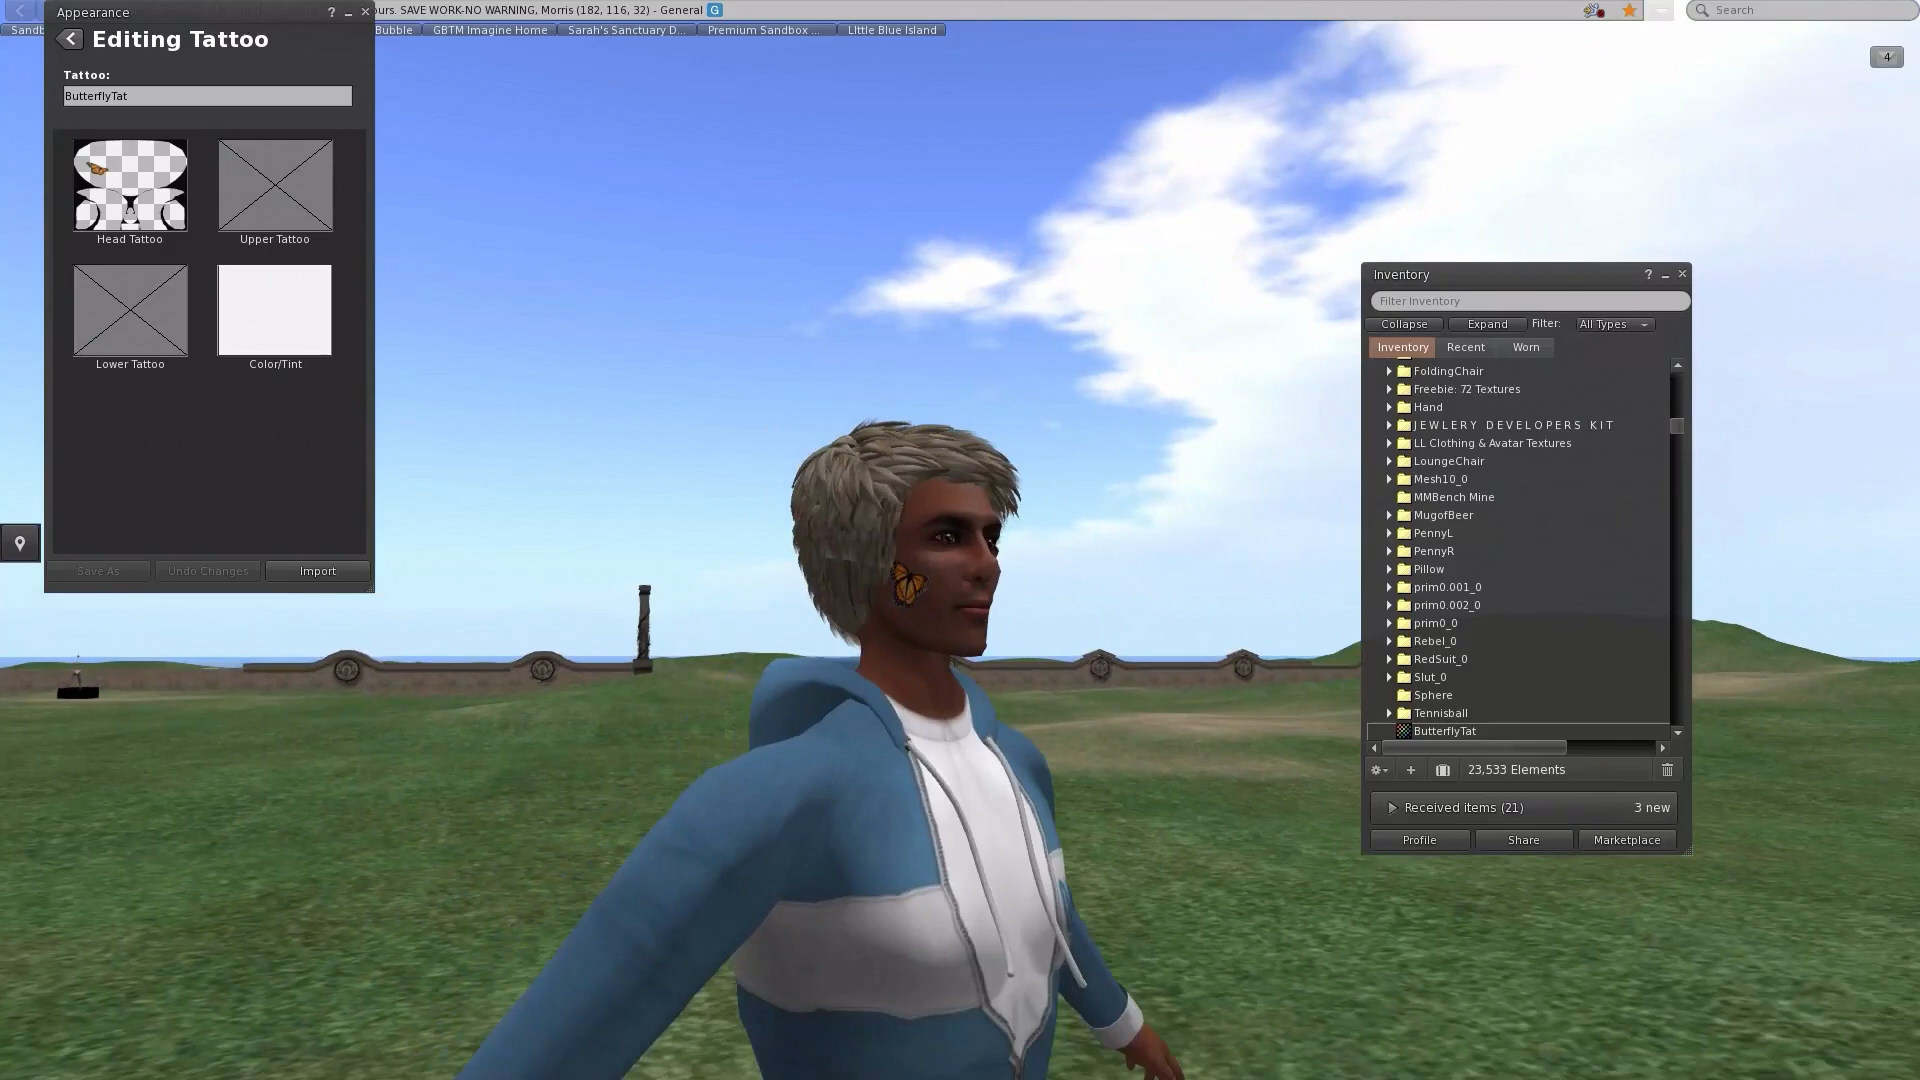 Appearance
ours. SAVE WORK-NO WARNING, Morris (182, 116, 32) - General G
Search
Sandb
Bubble
GBTM Imagine Home
Sarah's Sanctuary D...
Premium Sandbox ...
LIttle Blue Island
4
Editing Tattoo
Tattoo:
ButterflyTat
Head Tattoo
Upper Tattoo
Lower Tattoo
Color/Tint
Save As
Undo Changes
Import
Inventory
Filter Inventory
Collapse
Expand
Filter:
All Types
Inventory
Recent
Worn
FoldingChair
Freebie: 72 Textures
Hand
J E W L E R Y   D E V E L O P E R S   K I T
LL Clothing & Avatar Textures
LoungeChair
Mesh10_0
MMBench Mine
MugofBeer
PennyL
PennyR
Pillow
prim0.001_0
prim0.002_0
prim0_0
Rebel_0
RedSuit_0
Slut_0
Sphere
Tennisball
ButterflyTat
23,533 Elements
Received items (21)
3 new
Profile
Share
Marketplace